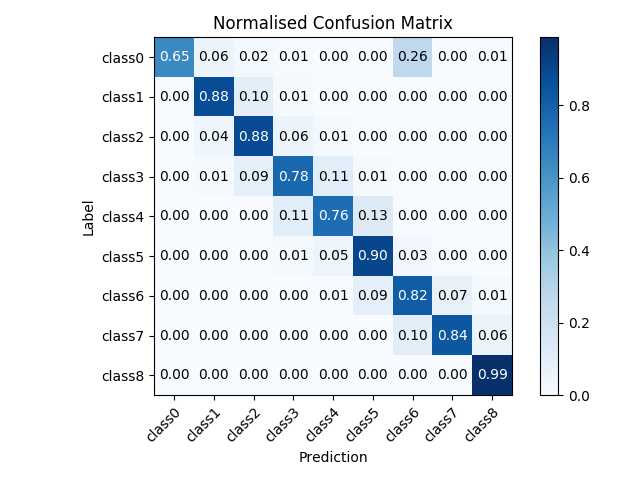 Normalised Confusion Matrix
class0 0.65 0.06 0.02 0.01 0.00 0.00 0.26 0.00 0.01
class1 0.00 0.88 0.10 0.01 0.00 0.00 0.00 0.00 0.00
class2 0.00 0.04 0.88 0.06 0.01 0.00 0.00 0.00 0.00
class3 0.00 0.01 0.09 0.78 0.11 0.01 0.00 0.00 0.00
class4 0.00 0.00 0.00 0.11 0.76 0.13 0.00 0.00 0.00
class5 0.00 0.00 0.00 0.01 0.05 0.90 0.03 0.00 0.00
class6 0.00 0.00 0.00 0.00 0.01 0.09 0.82 0.07 0.01
class7 0.00 0.00 0.00 0.00 0.00 0.00 0.10 0.84 0.06
class8 0.00 0.00 0.00 0.00 0.00 0.00 0.00 0.00 0.99
class0 class1 class2 class3 class4 class5 class6 class7 class8
Prediction
Label
0.8
0.6
0.4
0.2
0.0